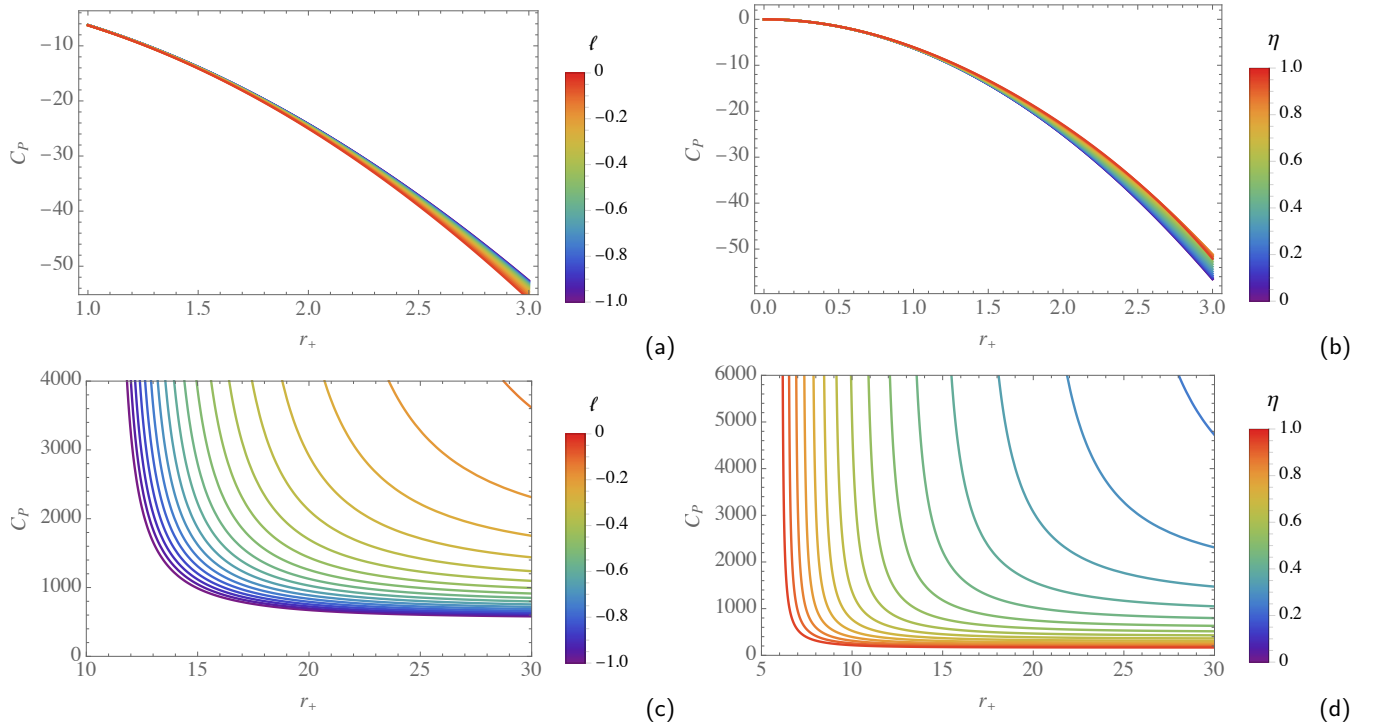 −10
−20
−30
−40
−50
C_P
1.0 1.5 2.0 2.5 3.0
r_+
ℓ
0
−0.2
−0.4
−0.6
−0.8
−1.0
(a)
0
−10
−20
−30
−40
−50
C_P
0.0 0.5 1.0 1.5 2.0 2.5 3.0
r_+
η
1.0
0.8
0.6
0.4
0.2
0
(b)
4000
3000
2000
1000
0
C_P
10 15 20 25 30
r_+
ℓ
0
−0.2
−0.4
−0.6
−0.8
−1.0
(c)
6000
5000
4000
3000
2000
1000
0
C_P
5 10 15 20 25 30
r_+
η
1.0
0.8
0.6
0.4
0.2
0
(d)